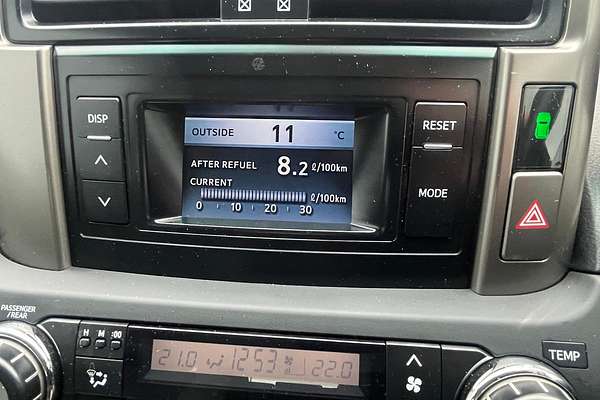 DISP
RESET
MODE
OUTSIDE 11 °C
AFTER REFUEL 8.2 ℓ/100km
CURRENT ℓ/100km
0 10 20 30
PASSENGER
/REAR
H M :00
21.0 12:53 22.0
TEMP